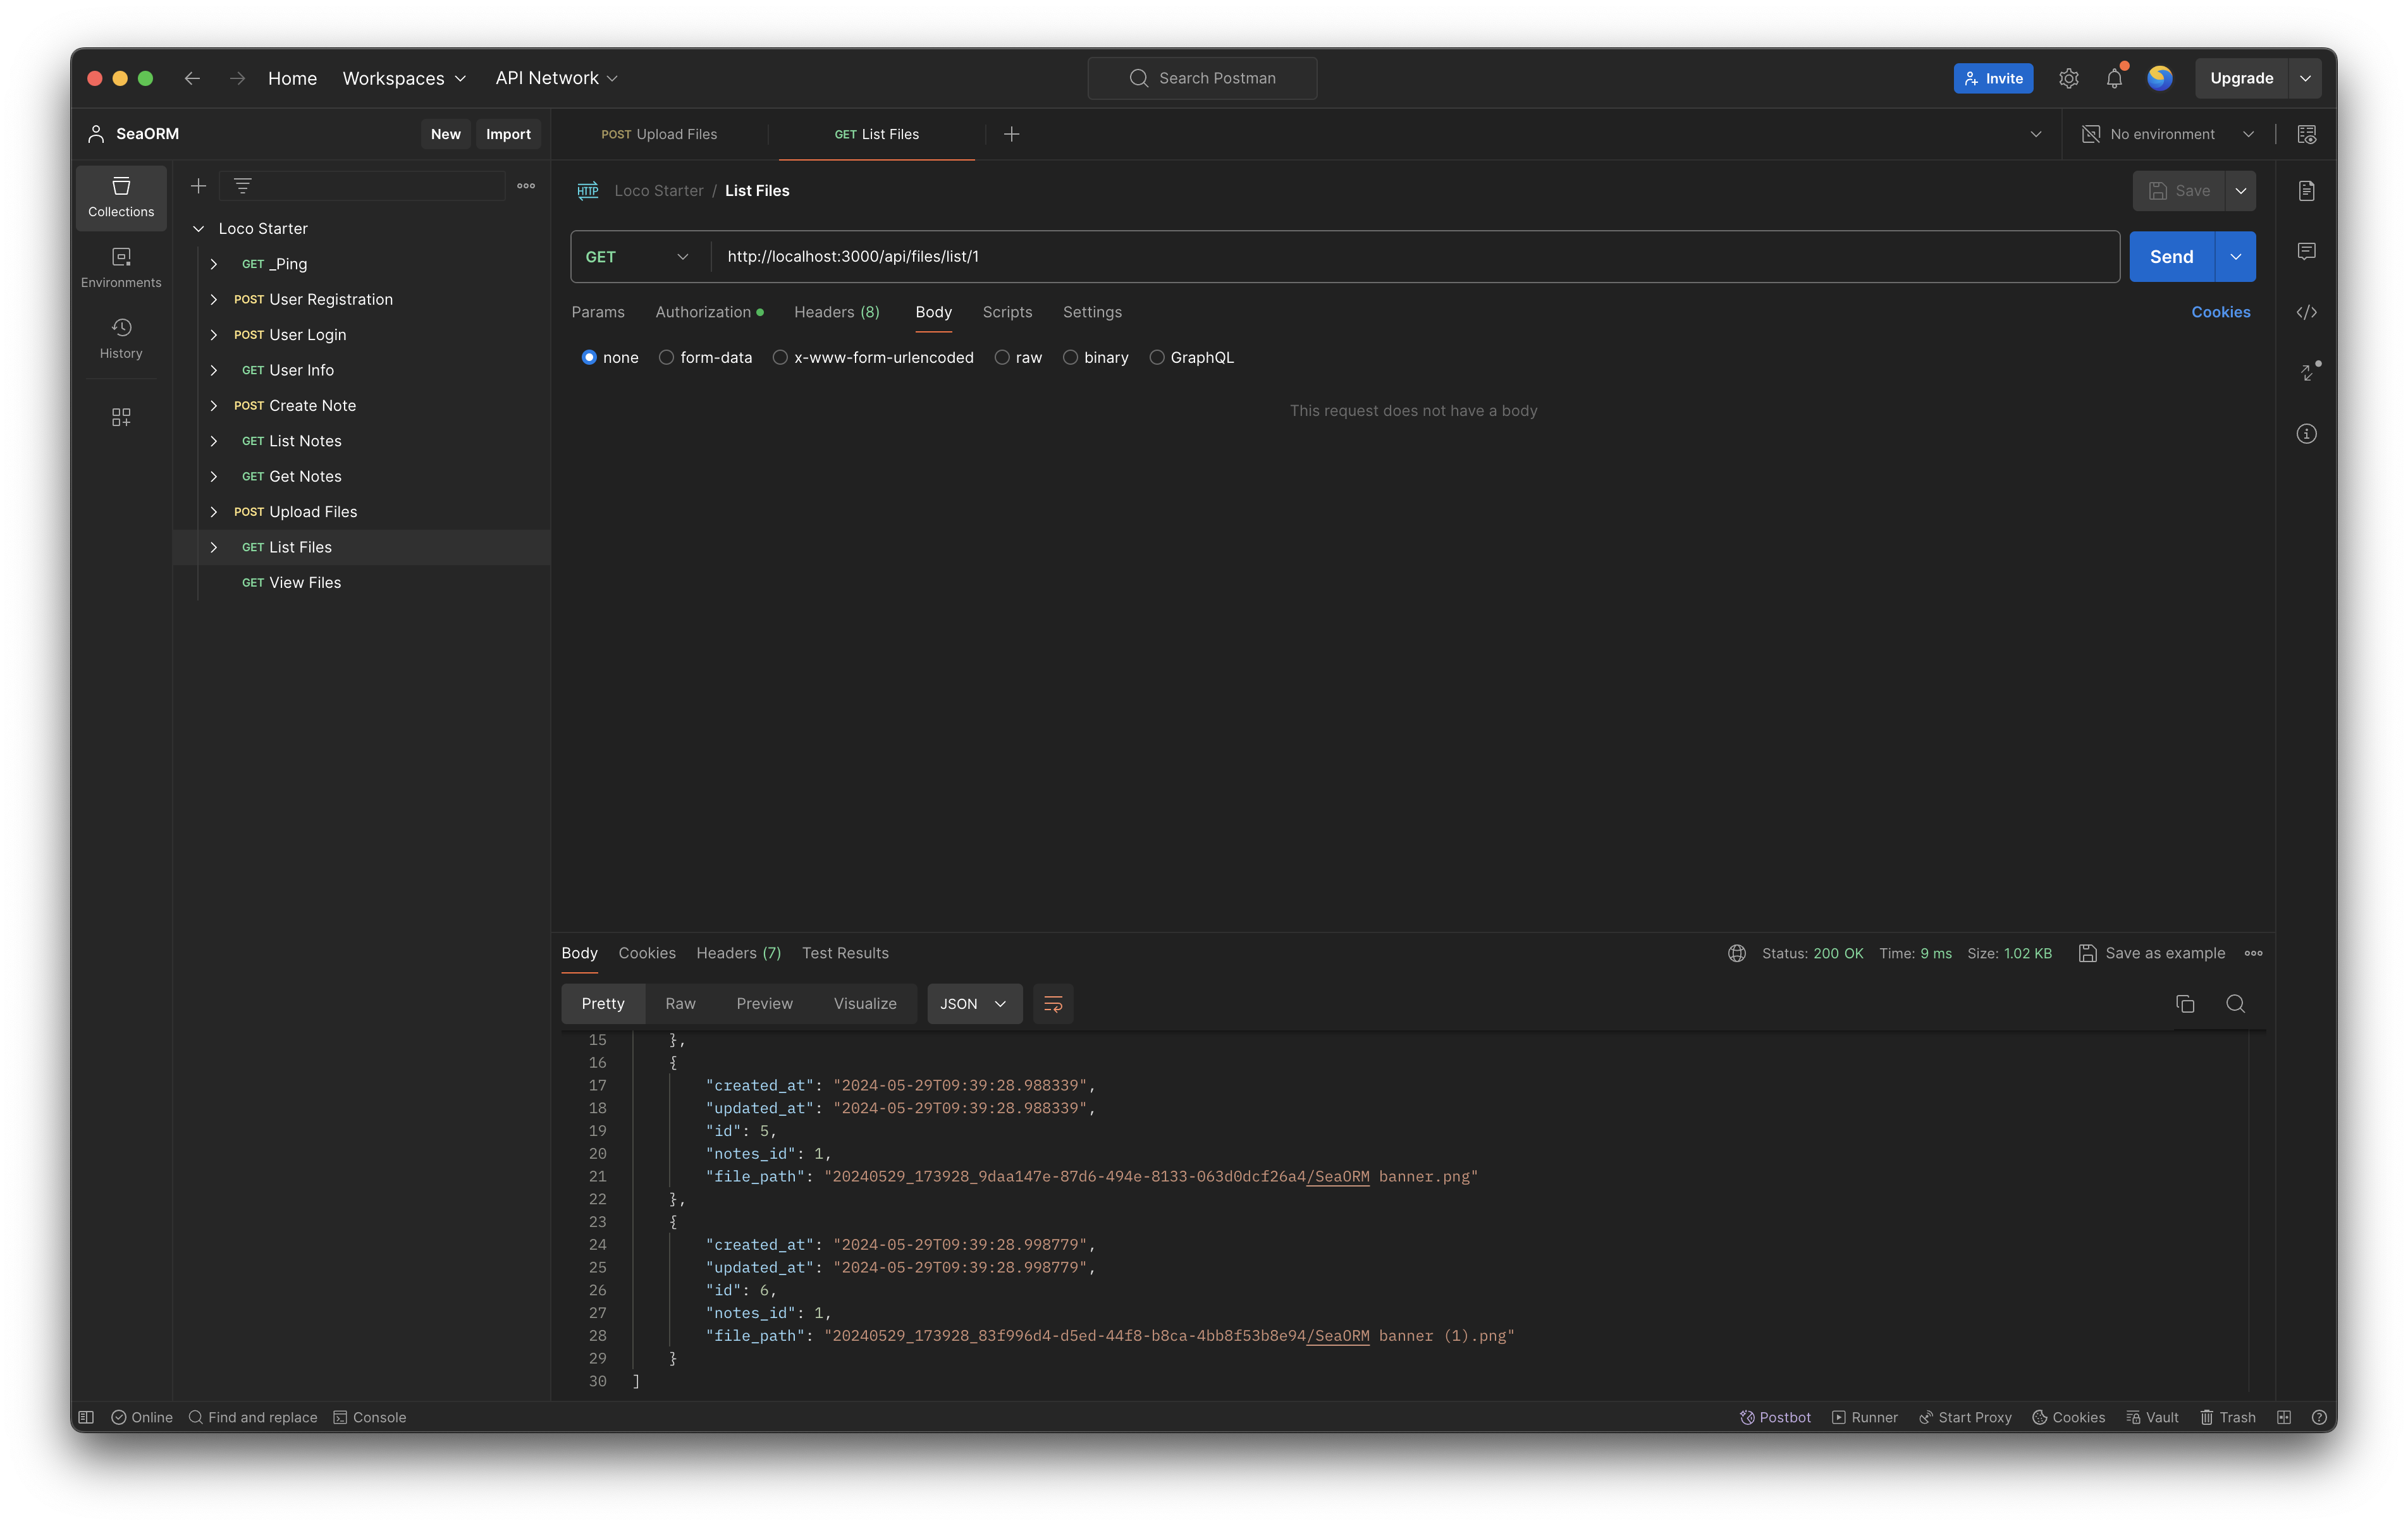 Home Workspaces API Network Search Postman Invite Upgrade
SeaORM New Import
POST Upload Files GET List Files No environment
Collections
Environments
History
Loco Starter
GET _Ping
POST User Registration
POST User Login
GET User Info
POST Create Note
GET List Notes
GET Get Notes
POST Upload Files
GET List Files
GET View Files
HTTP Loco Starter / List Files Save
GET http://localhost:3000/api/files/list/1 Send
Params Authorization Headers (8) Body Scripts Settings Cookies
none form-data x-www-form-urlencoded raw binary GraphQL
This request does not have a body
Body Cookies Headers (7) Test Results Status: 200 OK Time: 9 ms Size: 1.02 KB Save as example
Pretty Raw Preview Visualize JSON
15 },
16 {
17 "created_at": "2024-05-29T09:39:28.988339",
18 "updated_at": "2024-05-29T09:39:28.988339",
19 "id": 5,
20 "notes_id": 1,
21 "file_path": "20240529_173928_9daa147e-87d6-494e-8133-063d0dcf26a4/SeaORM banner.png"
22 },
23 {
24 "created_at": "2024-05-29T09:39:28.998779",
25 "updated_at": "2024-05-29T09:39:28.998779",
26 "id": 6,
27 "notes_id": 1,
28 "file_path": "20240529_173928_83f996d4-d5ed-44f8-b8ca-4bb8f53b8e94/SeaORM banner (1).png"
29 }
30 ]
Online Find and replace Console Postbot Runner Start Proxy Cookies Vault Trash